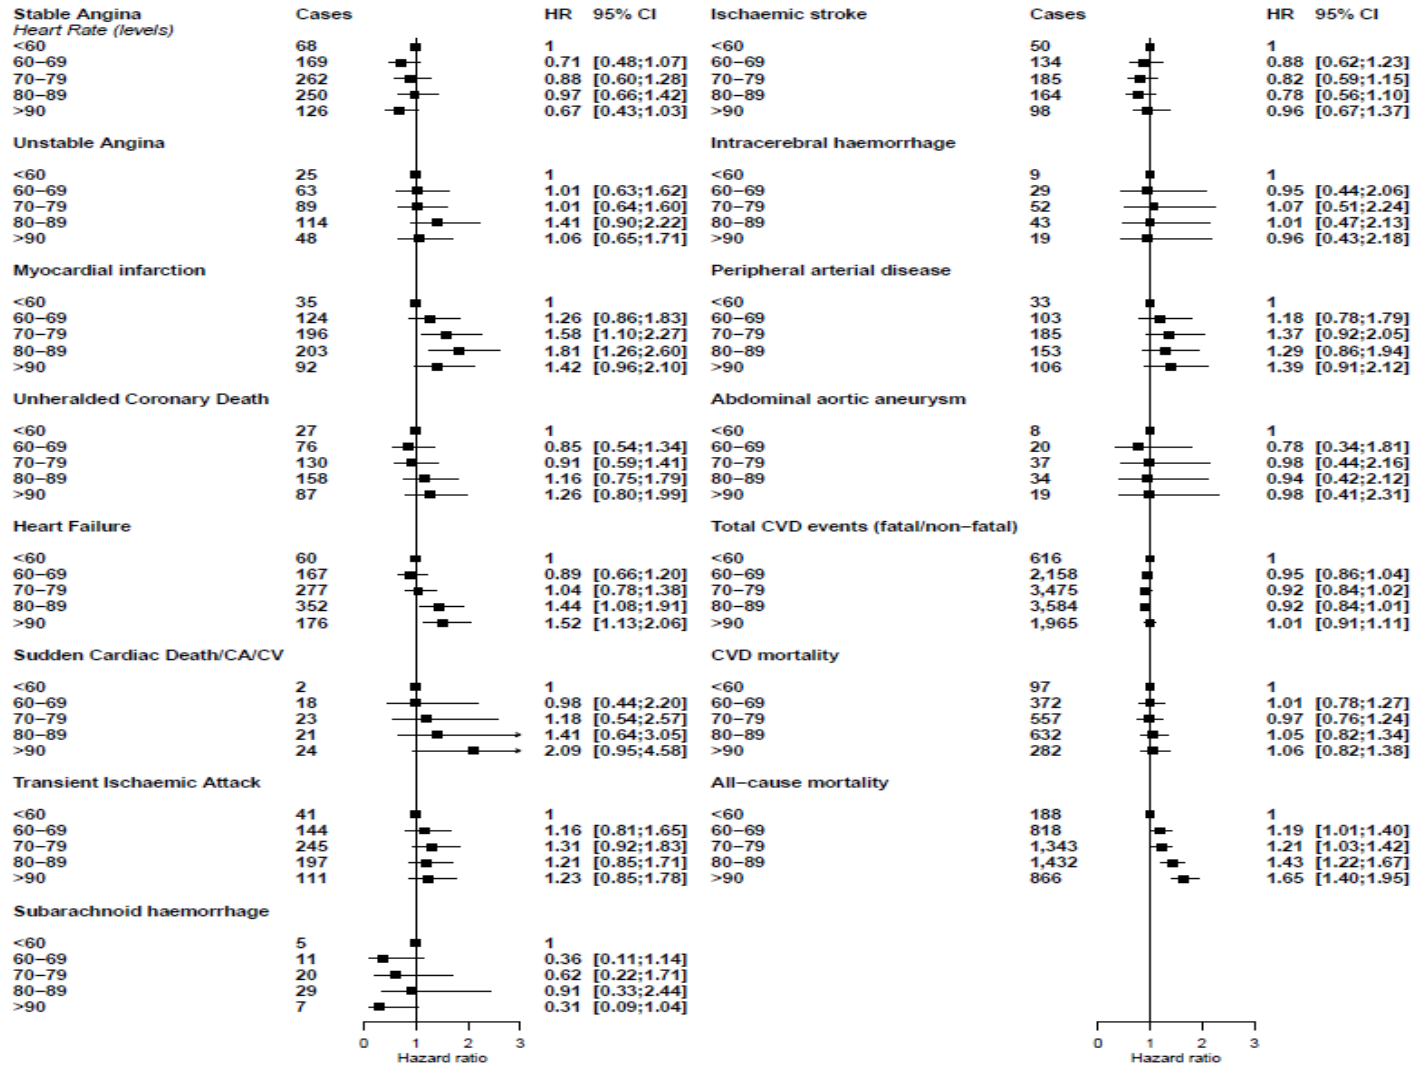 Stable Angina Cases HR 95% CI
Heart Rate (levels)
<60 68 1
60−69 169 0.71 [0.48;1.07]
70−79 262 0.88 [0.60;1.28]
80−89 250 0.97 [0.66;1.42]
>90 126 0.67 [0.43;1.03]
Unstable Angina
<60 25 1
60−69 63 1.01 [0.63;1.62]
70−79 89 1.01 [0.64;1.60]
80−89 114 1.41 [0.90;2.22]
>90 48 1.06 [0.65;1.71]
Myocardial infarction
<60 35 1
60−69 124 1.26 [0.86;1.83]
70−79 196 1.58 [1.10;2.27]
80−89 203 1.81 [1.26;2.60]
>90 92 1.42 [0.96;2.10]
Unheralded Coronary Death
<60 27 1
60−69 76 0.85 [0.54;1.34]
70−79 130 0.91 [0.59;1.41]
80−89 158 1.16 [0.75;1.79]
>90 87 1.26 [0.80;1.99]
Heart Failure
<60 60 1
60−69 167 0.89 [0.66;1.20]
70−79 277 1.04 [0.78;1.38]
80−89 352 1.44 [1.08;1.91]
>90 176 1.52 [1.13;2.06]
Sudden Cardiac Death/CA/CV
<60 2 1
60−69 18 0.98 [0.44;2.20]
70−79 23 1.18 [0.54;2.57]
80−89 21 1.41 [0.64;3.05]
>90 24 2.09 [0.95;4.58]
Transient Ischaemic Attack
<60 41 1
60−69 144 1.16 [0.81;1.65]
70−79 245 1.31 [0.92;1.83]
80−89 197 1.21 [0.85;1.71]
>90 111 1.23 [0.85;1.78]
Subarachnoid haemorrhage
<60 5 1
60−69 11 0.36 [0.11;1.14]
70−79 20 0.62 [0.22;1.71]
80−89 29 0.91 [0.33;2.44]
>90 7 0.31 [0.09;1.04]
0 1 2 3
Hazard ratio
Ischaemic stroke Cases HR 95% CI
<60 50 1
60−69 134 0.88 [0.62;1.23]
70−79 185 0.82 [0.59;1.15]
80−89 164 0.78 [0.56;1.10]
>90 98 0.96 [0.67;1.37]
Intracerebral haemorrhage
<60 9 1
60−69 29 0.95 [0.44;2.06]
70−79 52 1.07 [0.51;2.24]
80−89 43 1.01 [0.47;2.13]
>90 19 0.96 [0.43;2.18]
Peripheral arterial disease
<60 33 1
60−69 103 1.18 [0.78;1.79]
70−79 185 1.37 [0.92;2.05]
80−89 153 1.29 [0.86;1.94]
>90 106 1.39 [0.91;2.12]
Abdominal aortic aneurysm
<60 8 1
60−69 20 0.78 [0.34;1.81]
70−79 37 0.98 [0.44;2.16]
80−89 34 0.94 [0.42;2.12]
>90 19 0.98 [0.41;2.31]
Total CVD events (fatal/non−fatal)
<60 616 1
60−69 2,158 0.95 [0.86;1.04]
70−79 3,475 0.92 [0.84;1.02]
80−89 3,584 0.92 [0.84;1.01]
>90 1,965 1.01 [0.91;1.11]
CVD mortality
<60 97 1
60−69 372 1.01 [0.78;1.27]
70−79 557 0.97 [0.76;1.24]
80−89 632 1.05 [0.82;1.34]
>90 282 1.06 [0.82;1.38]
All−cause mortality
<60 188 1
60−69 818 1.19 [1.01;1.40]
70−79 1,343 1.21 [1.03;1.42]
80−89 1,432 1.43 [1.22;1.67]
>90 866 1.65 [1.40;1.95]
0 1 2 3
Hazard ratio